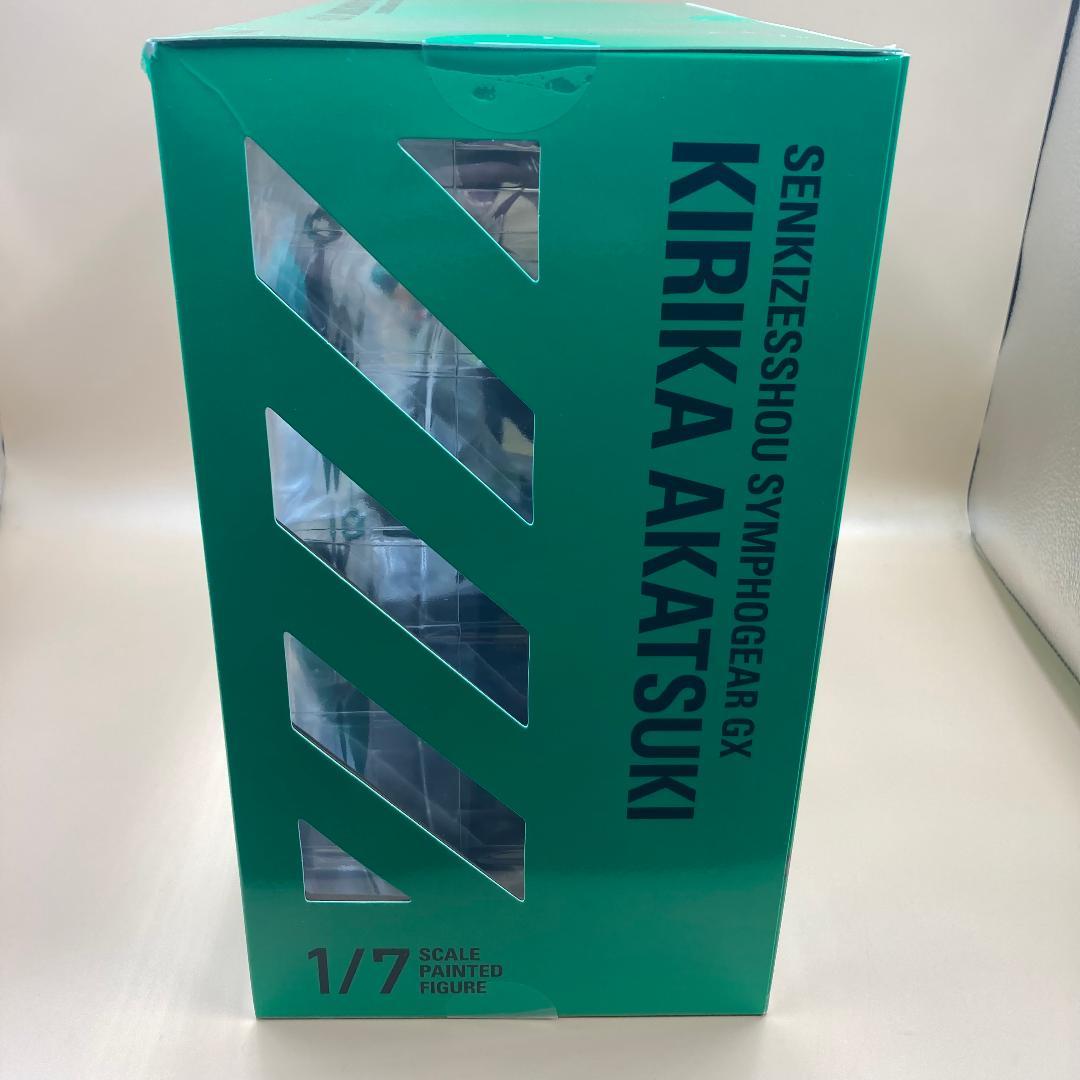 SENKIZESSHOU SYMPHOGEAR GX
KIRIKA AKATSUKI
1/7
SCALE
PAINTED
FIGURE